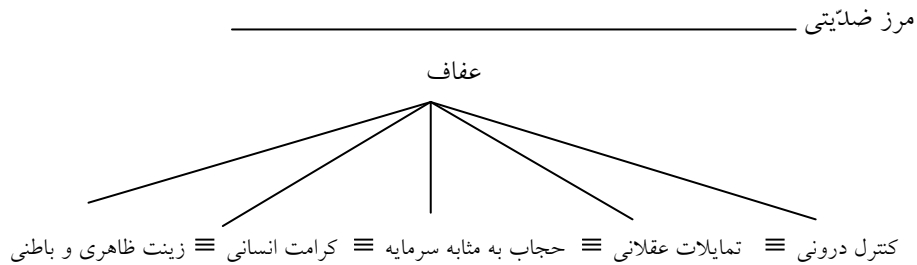 مرز ضدّیتی
عفاف
کنترل درونی ≡ تمایلات عقلانی ≡ حجاب به مثابه سرمایه ≡ کرامت انسانی ≡ زینت ظاهری و باطنی